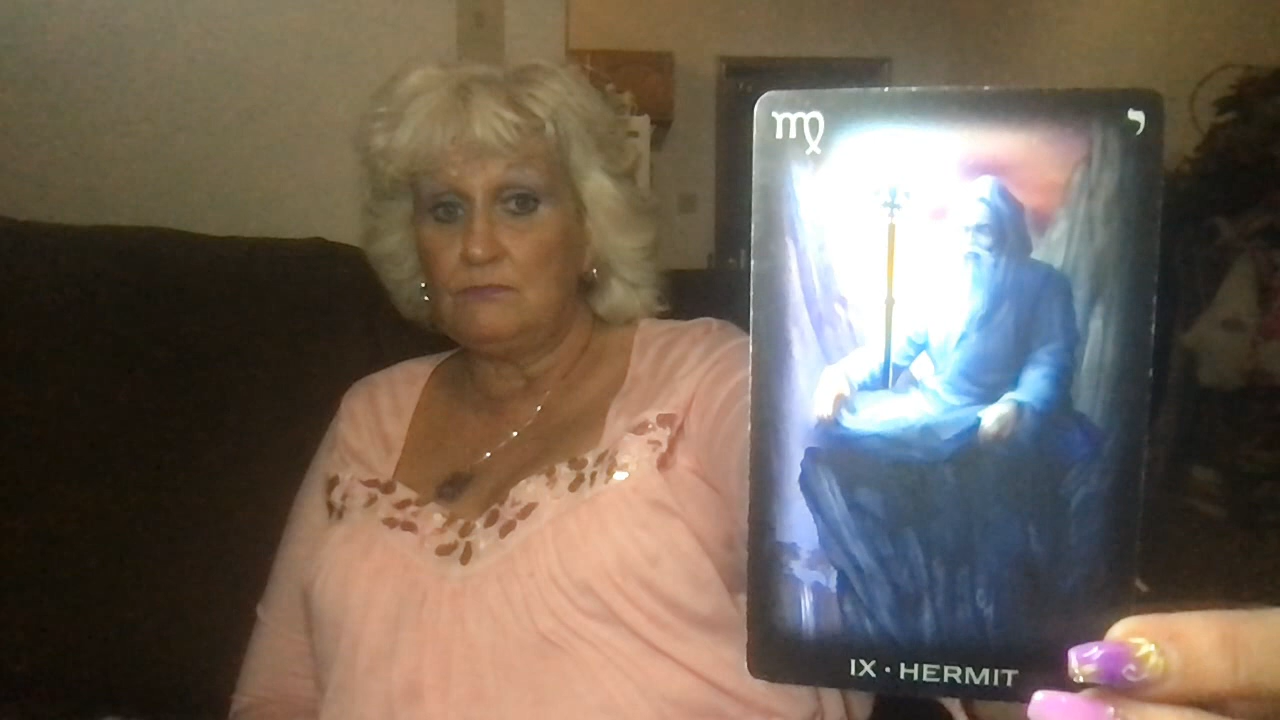 ♍ י
IX · HERMIT